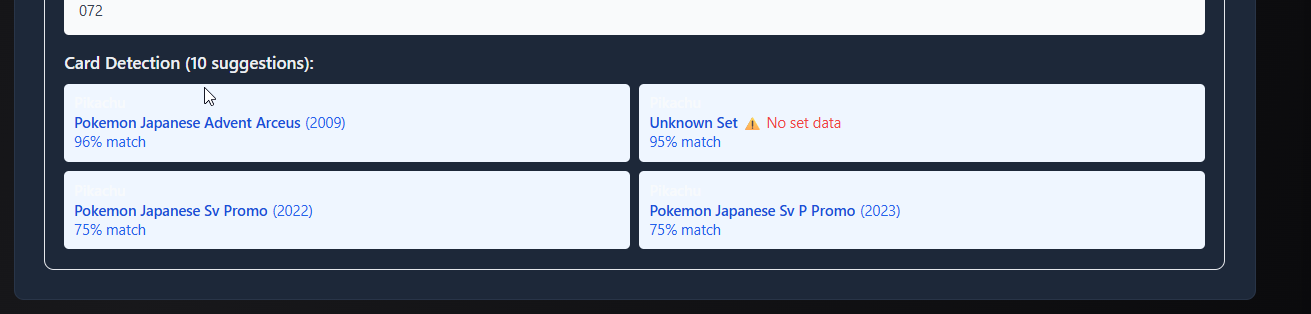 072
Card Detection (10 suggestions):
Pikachu
Pokemon Japanese Advent Arceus (2009)
96% match
Pikachu
Unknown Set ⚠️ No set data
95% match
Pikachu
Pokemon Japanese Sv Promo (2022)
75% match
Pikachu
Pokemon Japanese Sv P Promo (2023)
75% match